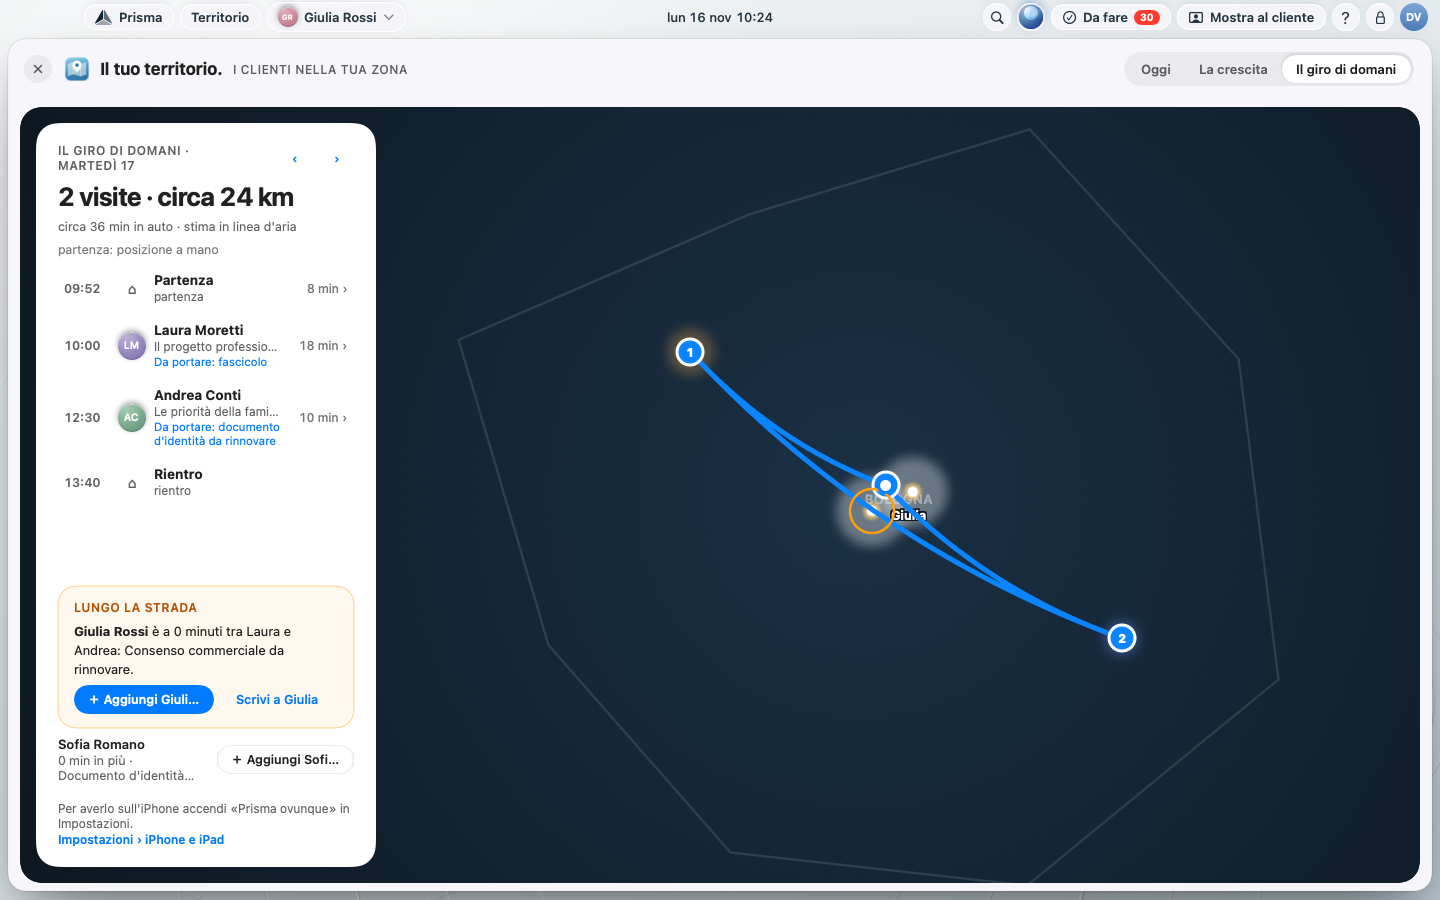 Prisma
Territorio
GR Giulia Rossi
lun 16 nov 10:24
Da fare 30
Mostra al cliente
?
DV
Il tuo territorio. I CLIENTI NELLA TUA ZONA
Oggi
La crescita
Il giro di domani
IL GIRO DI DOMANI ·
MARTEDÌ 17
‹ ›
2 visite · circa 24 km
circa 36 min in auto · stima in linea d'aria
partenza: posizione a mano
09:52 Partenza 8 min ›
partenza
10:00 LM Laura Moretti 18 min ›
Il progetto professio...
Da portare: fascicolo
12:30 AC Andrea Conti 10 min ›
Le priorità della fami...
Da portare: documento
d'identità da rinnovare
13:40 Rientro
rientro
LUNGO LA STRADA
Giulia Rossi è a 0 minuti tra Laura e
Andrea: Consenso commerciale da
rinnovare.
+ Aggiungi Giuli...
Scrivi a Giulia
Sofia Romano
0 min in più ·
Documento d'identità...
+ Aggiungi Sofi...
Per averlo sull'iPhone accendi «Prisma ovunque» in
Impostazioni.
Impostazioni › iPhone e iPad
1
BOLOGNA
Giulia
2